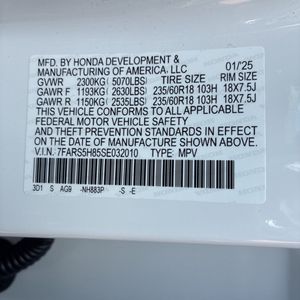 MFD. BY HONDA DEVELOPMENT & 01/25
MANUFACTURING OF AMERICA, LLC
GVWR 2300KG (5070LBS) TIRE SIZE RIM SIZE
GAWR F 1193KG (2630LBS) 235/60R18 103H 18X7.5J
GAWR R 1150KG (2535LBS) 235/60R18 103H 18X7.5J
THIS VEHICLE CONFORMS TO ALL APPLICABLE
FEDERAL MOTOR VEHICLE SAFETY
AND THEFT PREVENTION STANDARDS IN EFFECT
ON THE DATE OF MANUFACTURE SHOWN ABOVE.
V.I.N. 7FARS5H85SE032010 TYPE: MPV
3D1 S AG9 -NH883P -S -E